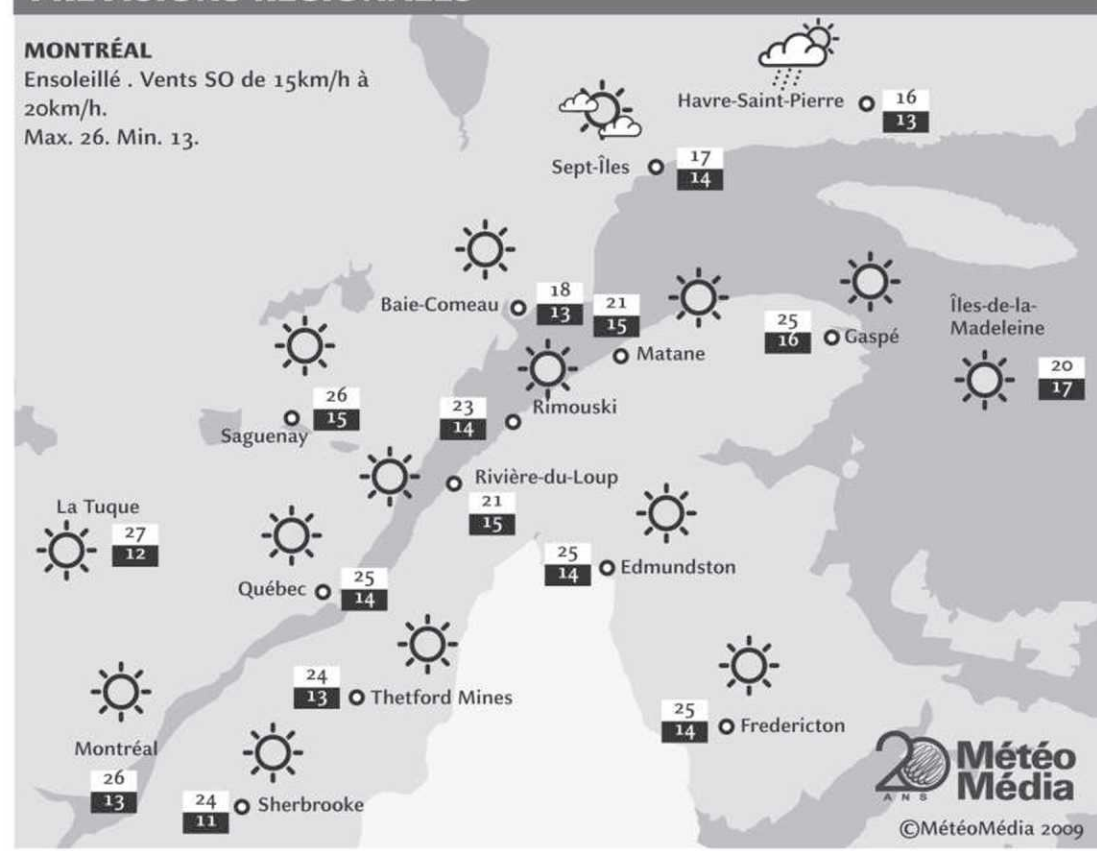 PRÉVISIONS RÉGIONALES
MONTRÉAL
Ensoleillé . Vents SO de 15km/h à
20km/h.
Max. 26. Min. 13.
Havre-Saint-Pierre
16
13
Sept-Îles
17
14
Baie-Comeau
18
13
21
15
Matane
25
16
Gaspé
Îles-de-la-
Madeleine
20
17
26
15
Saguenay
23
14
Rimouski
Rivière-du-Loup
21
15
La Tuque
27
12
Québec
25
14
25
14
Edmundston
24
13
Thetford Mines
25
14
Fredericton
Montréal
26
13
24
11
Sherbrooke
20
ANS
Météo
Média
©MétéoMédia 2009